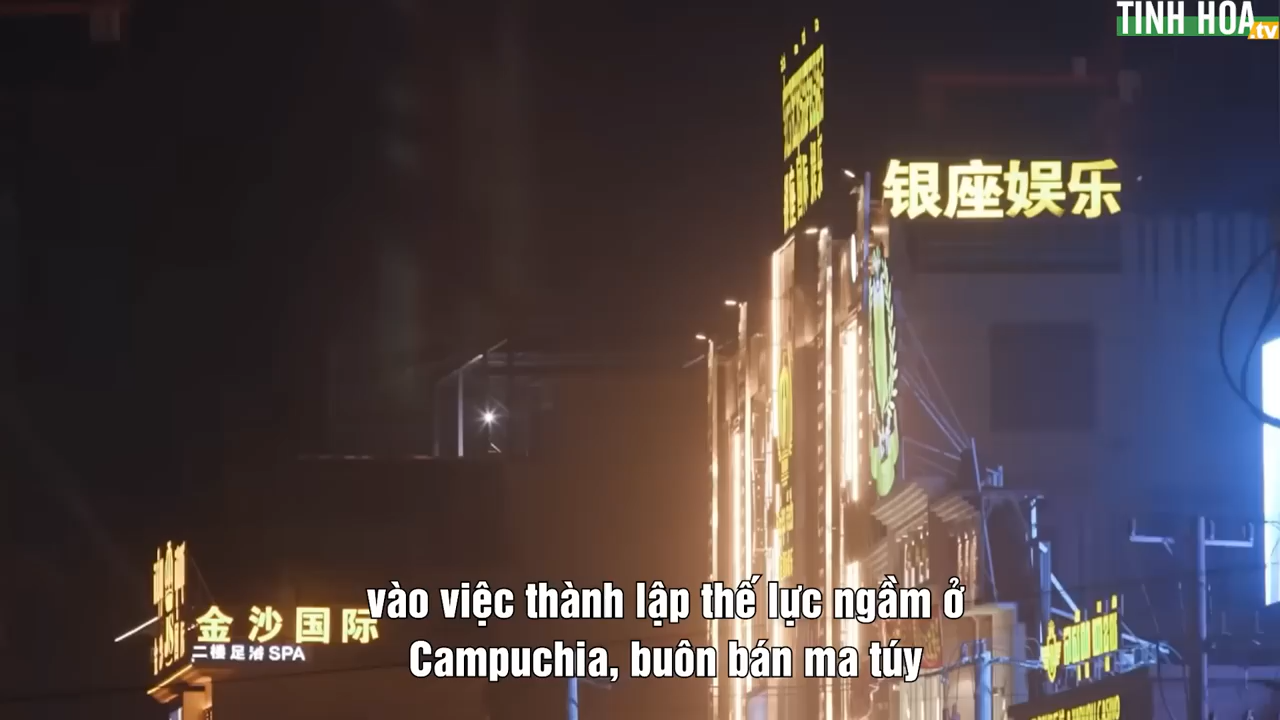 TINH HOA
.tv
银座娱乐
金沙国际
二楼足浴SPA
vào việc thành lập thế lực ngầm ở
Campuchia, buôn bán ma túy